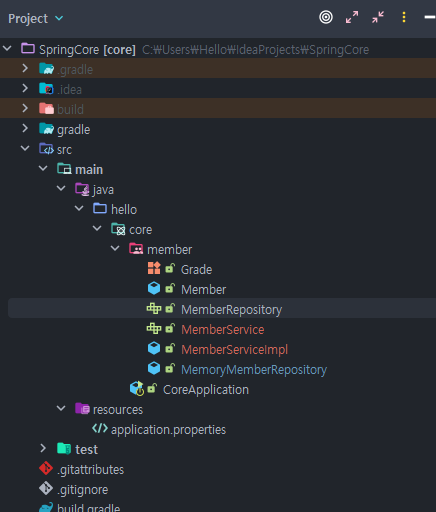 Project
SpringCore [core] C:₩Users₩Hello₩IdeaProjects₩SpringCore
.gradle
.idea
build
gradle
src
main
java
hello
core
member
Grade
Member
MemberRepository
MemberService
MemberServiceImpl
MemoryMemberRepository
CoreApplication
resources
application.properties
test
.gitattributes
.gitignore
build.gradle